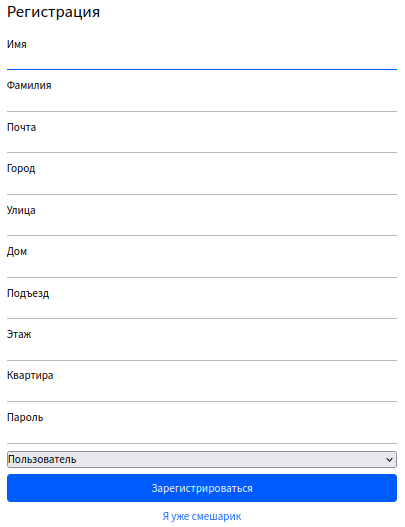 Регистрация
Имя
Фамилия
Почта
Город
Улица
Дом
Подъезд
Этаж
Квартира
Пароль
Пользователь
Зарегистрироваться
Я уже смешарик